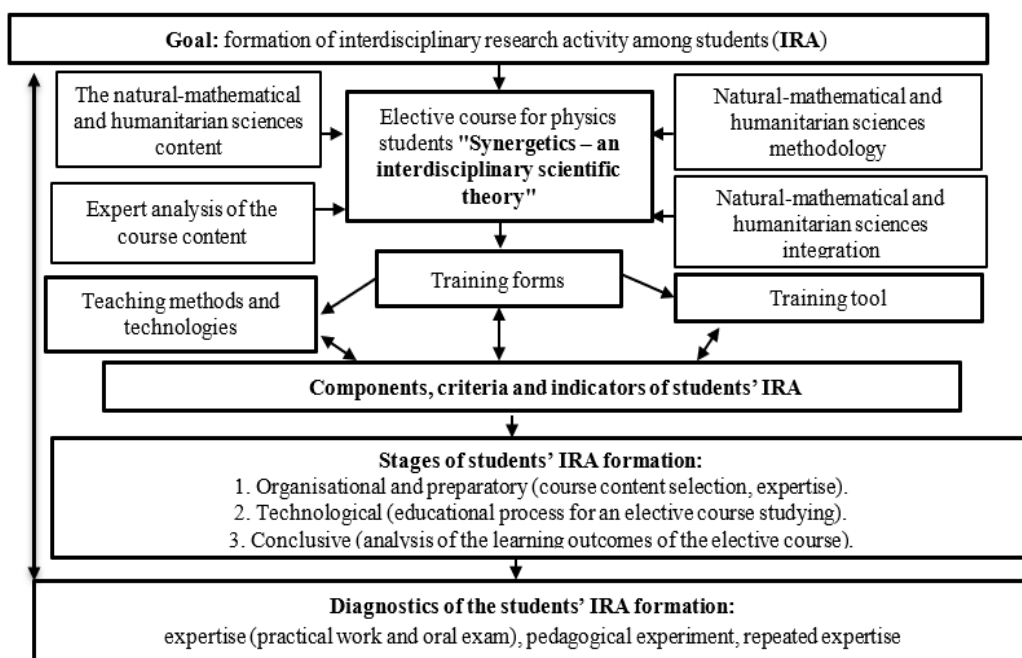 Goal: formation of interdisciplinary research activity among students (IRA)
The natural-mathematical
and humanitarian sciences
content
Elective course for physics
students "Synergetics – an
interdisciplinary scientific
theory"
Natural-mathematical and
humanitarian sciences
methodology
Expert analysis of the
course content
Natural-mathematical and
humanitarian sciences
integration
Training forms
Teaching methods and
technologies
Training tool
Components, criteria and indicators of students’ IRA
Stages of students’ IRA formation:
1. Organisational and preparatory (course content selection, expertise).
2. Technological (educational process for an elective course studying).
3. Conclusive (analysis of the learning outcomes of the elective course).
Diagnostics of the students’ IRA formation:
expertise (practical work and oral exam), pedagogical experiment, repeated expertise